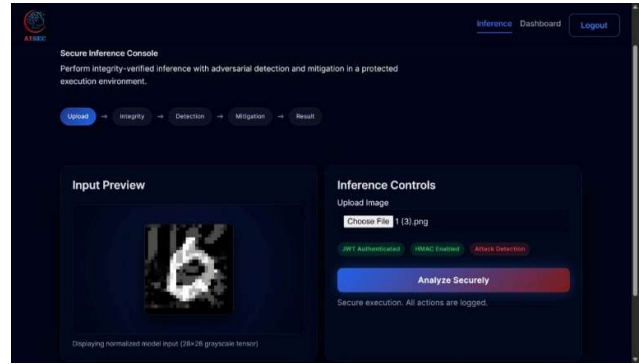 AISEC
Inference Dashboard Logout
Secure Inference Console
Perform integrity-verified inference with adversarial detection and mitigation in a protected
execution environment.
Upload → Integrity → Detection → Mitigation → Result
Input Preview
6
Displaying normalized model input (28×28 grayscale tensor)
Inference Controls
Upload Image
Choose File 1 (3).png
JWT Authenticated HMAC Enabled Attack Detection
Analyze Securely
Secure execution. All actions are logged.